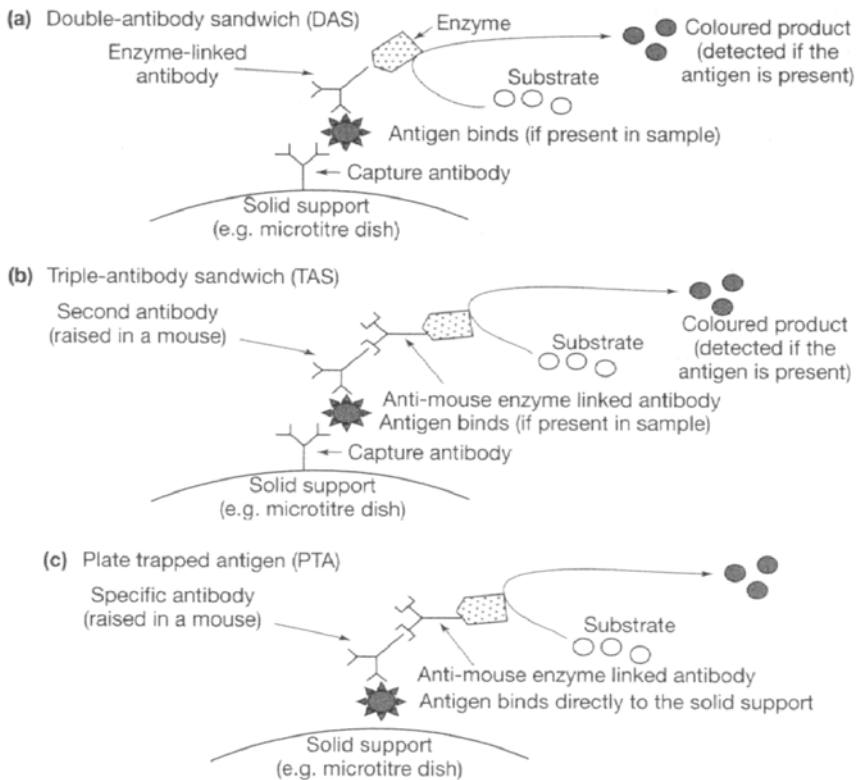 (a) Double-antibody sandwich (DAS)
Enzyme
Enzyme-linked
antibody
Coloured product
(detected if the
antigen is present)
Substrate
Antigen binds (if present in sample)
Capture antibody
Solid support
(e.g. microtitre dish)
(b) Triple-antibody sandwich (TAS)
Second antibody
(raised in a mouse)
Substrate
Coloured product
(detected if the
antigen is present)
Anti-mouse enzyme linked antibody
Antigen binds (if present in sample)
Capture antibody
Solid support
(e.g. microtitre dish)
(c) Plate trapped antigen (PTA)
Specific antibody
(raised in a mouse)
Substrate
Anti-mouse enzyme linked antibody
Antigen binds directly to the solid support
Solid support
(e.g. microtitre dish)